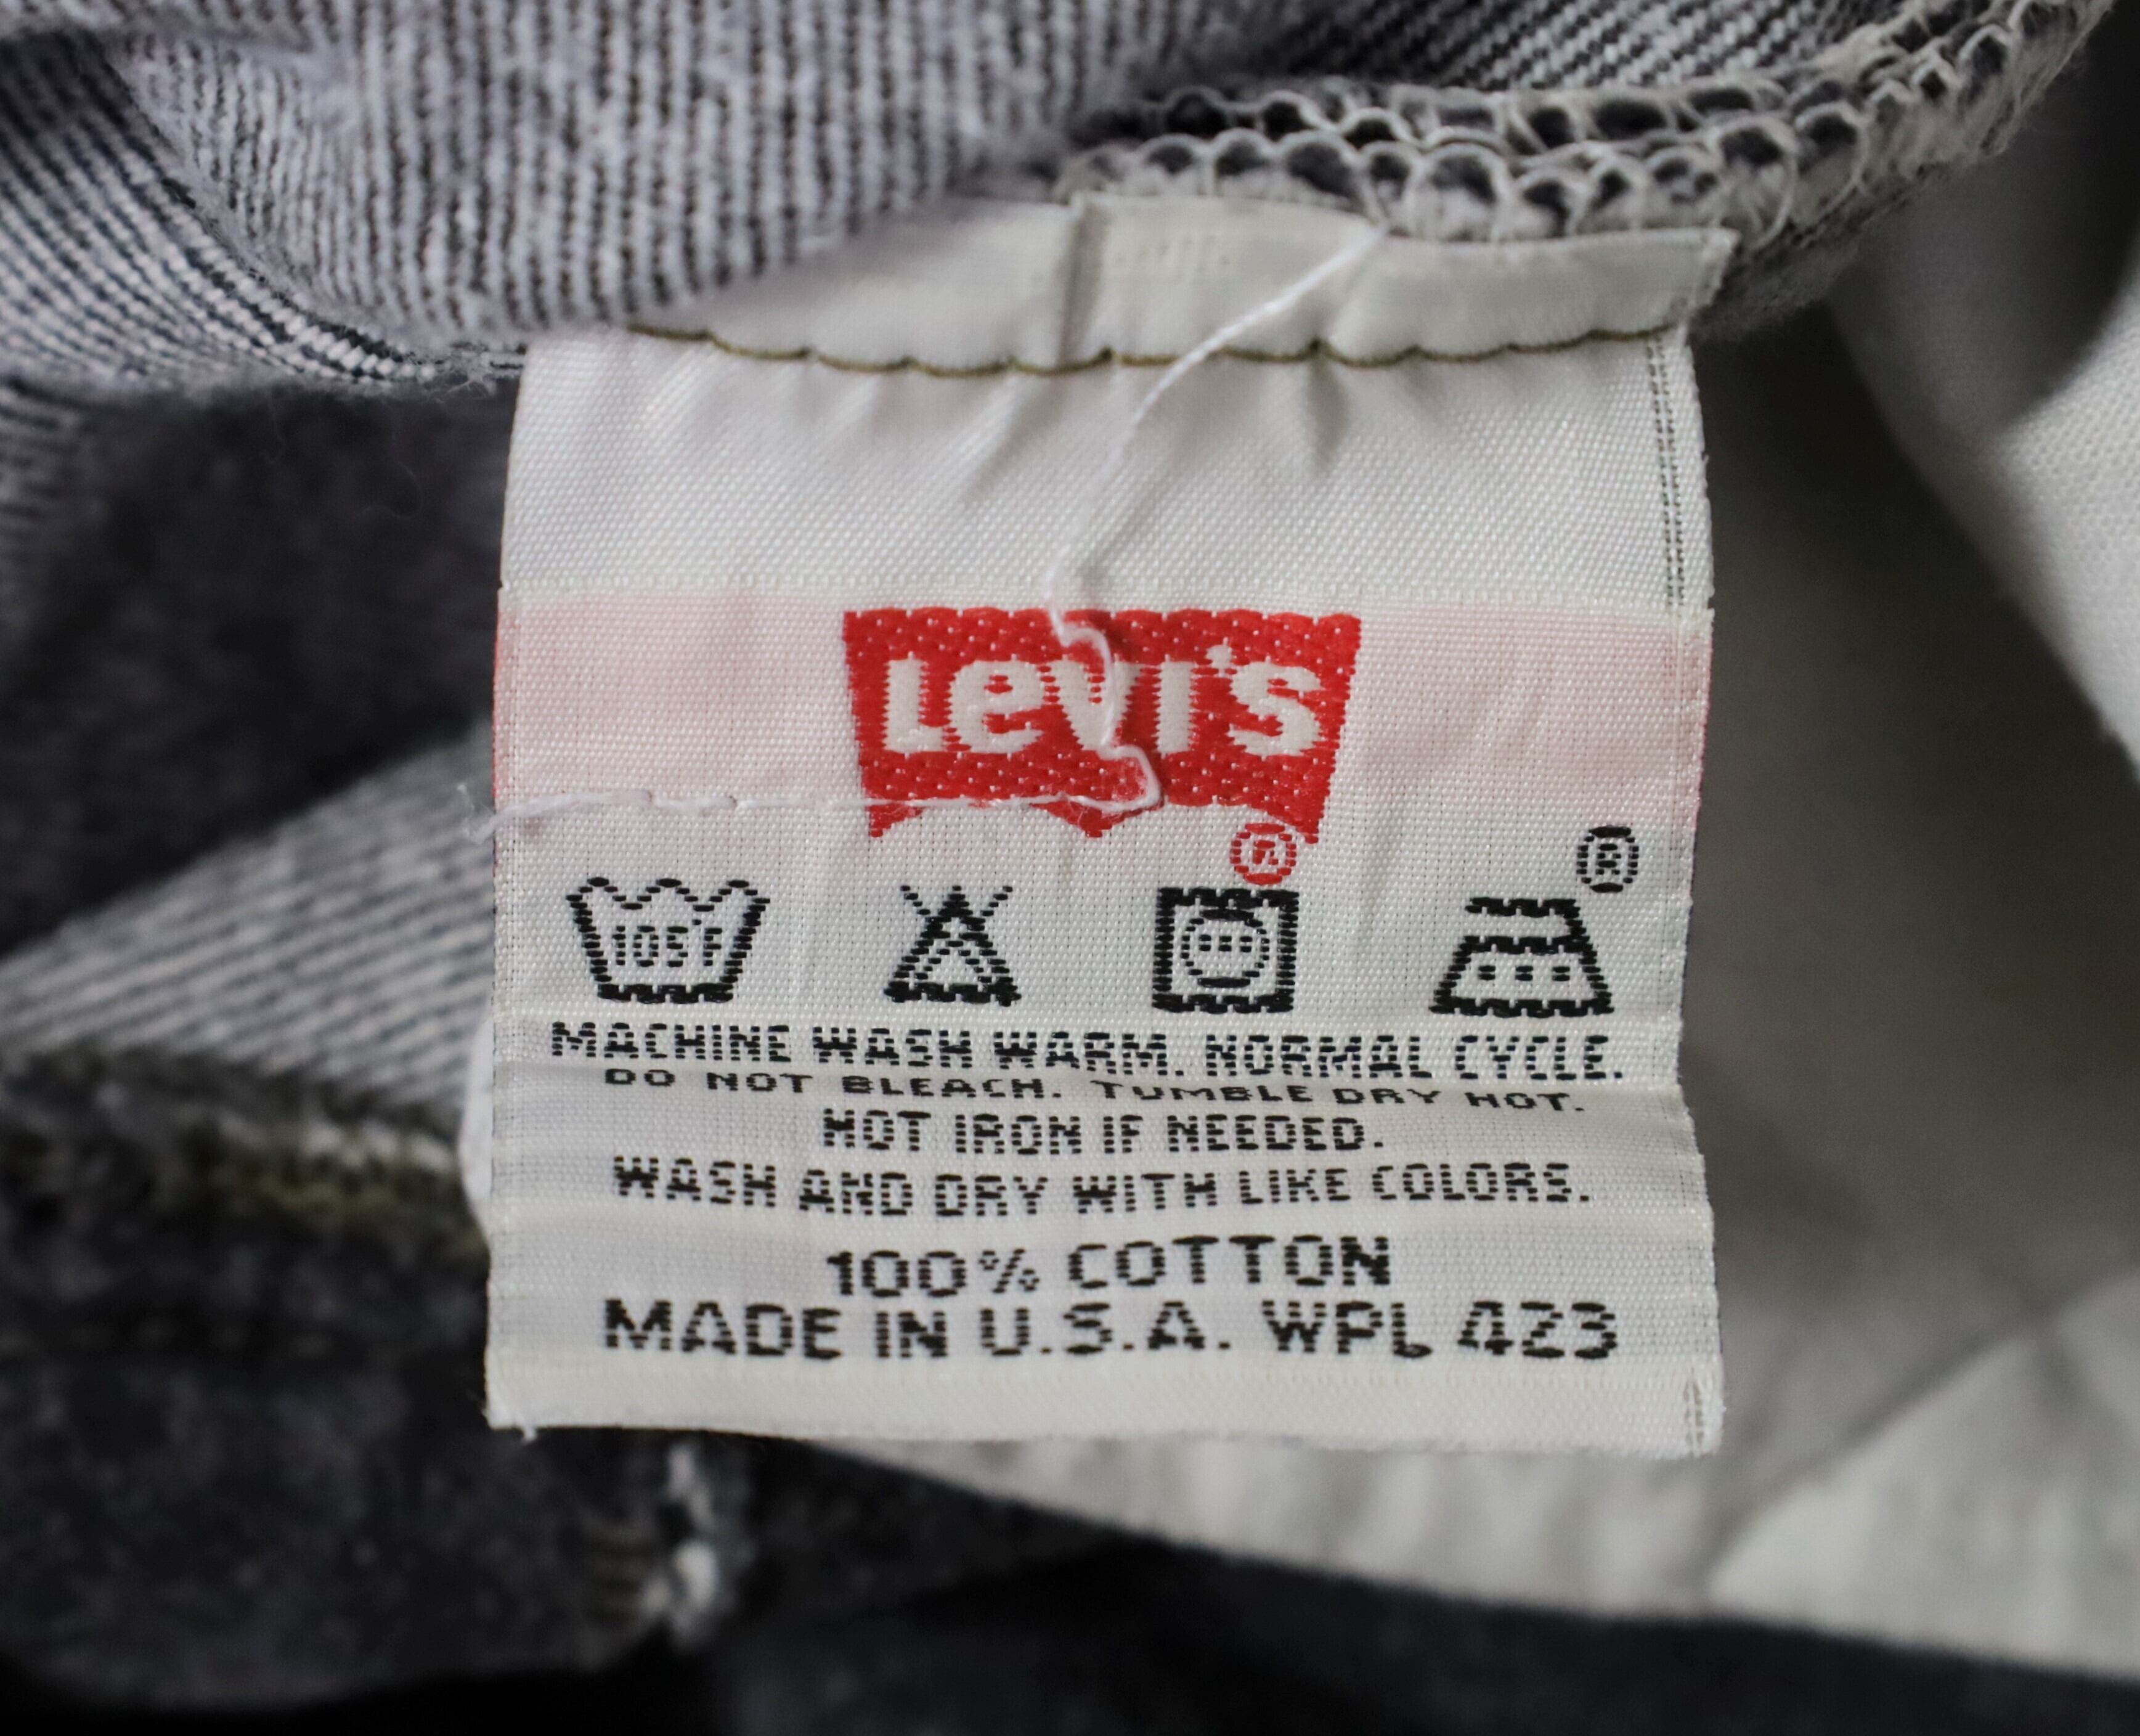 Levi's
®
®
105°F
MACHINE WASH WARM. NORMAL CYCLE.
DO NOT BLEACH. TUMBLE DRY HOT.
HOT IRON IF NEEDED.
WASH AND DRY WITH LIKE COLORS.
100% COTTON
MADE IN U.S.A. WPL 423